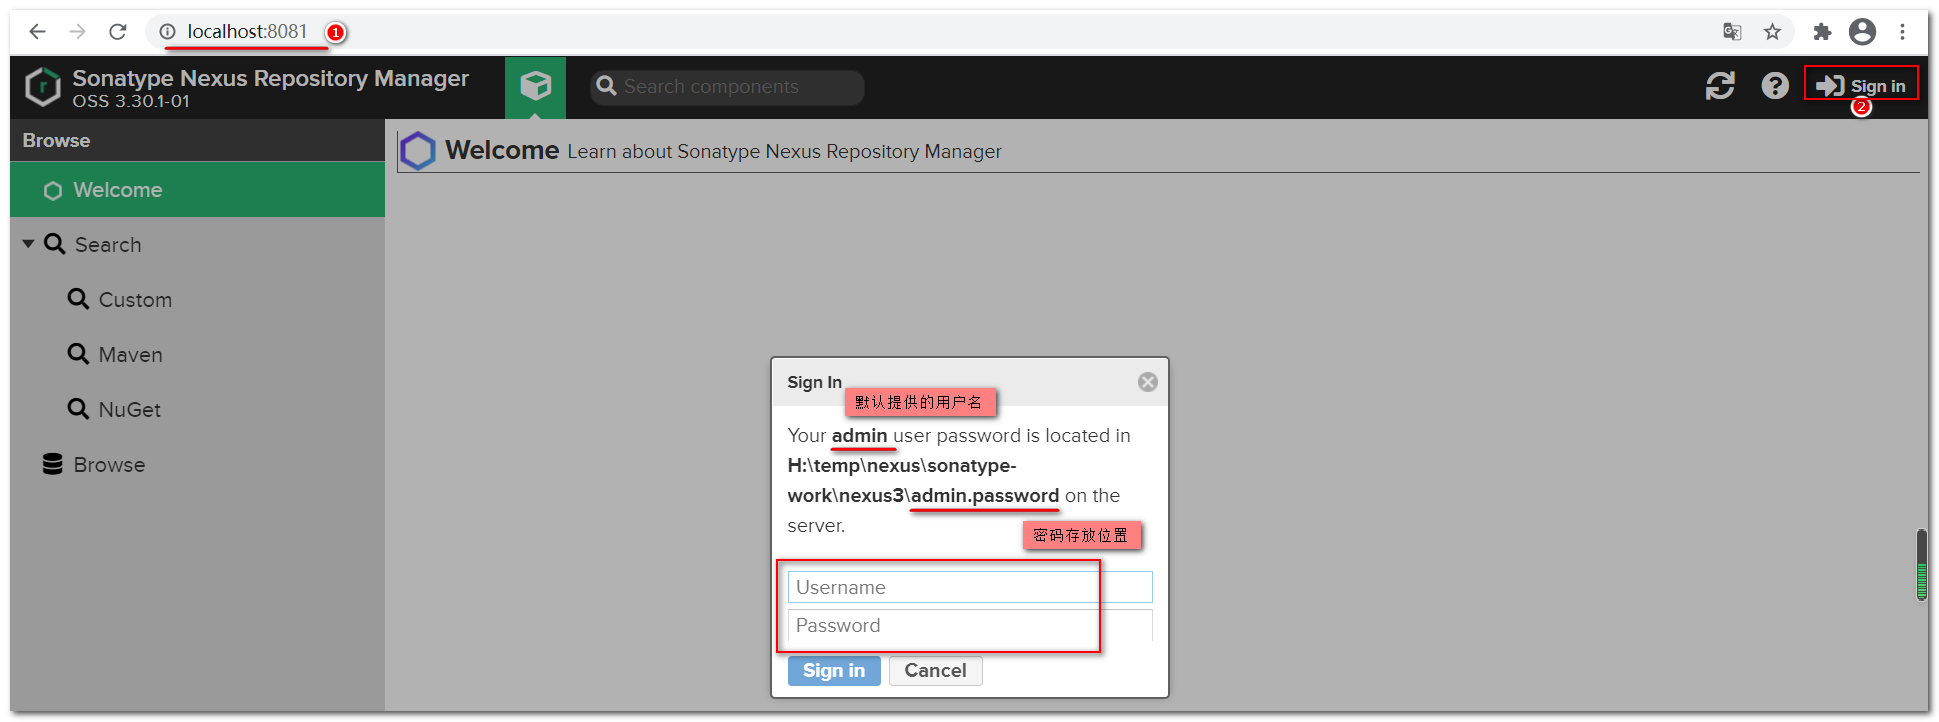 localhost:8081
1
Sonatype Nexus Repository Manager
OSS 3.30.1-01
Search components
Sign in
2
Browse
Welcome
Welcome Learn about Sonatype Nexus Repository Manager
Search
Custom
Maven
NuGet
Browse
Sign In
默认提供的用户名
Your admin user password is located in
H:\temp\nexus\sonatype-
work\nexus3\admin.password on the
server.
密码存放位置
Username
Password
Sign in
Cancel